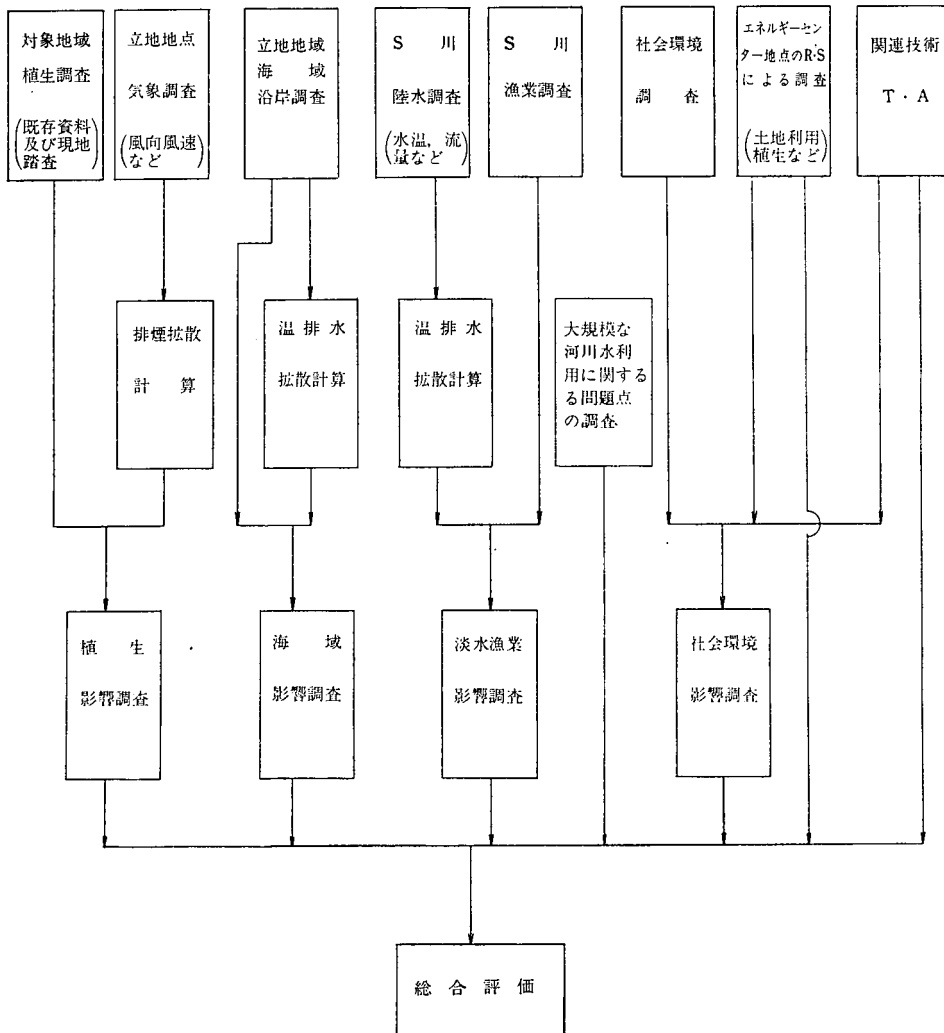 対象地域
植生調査
(既存資料
及び現地
踏査)
立地地点
気象調査
(風向風速
など)
立地地域
海域
沿岸調査
S川
陸水調査
(水温，流
量など)
S川
漁業調査
社会環境
調査
エネルギーセン
ター地点のR·S
による調査
(土地利用
植生など)
関連技術
T・A
排煙拡散
計算
温排水
拡散計算
温排水
拡散計算
大規模な
河川水利
用に関する
る問題点
の調査
植生
影響調査
海域
影響調査
淡水漁業
影響調査
社会環境
影響調査
総合評価